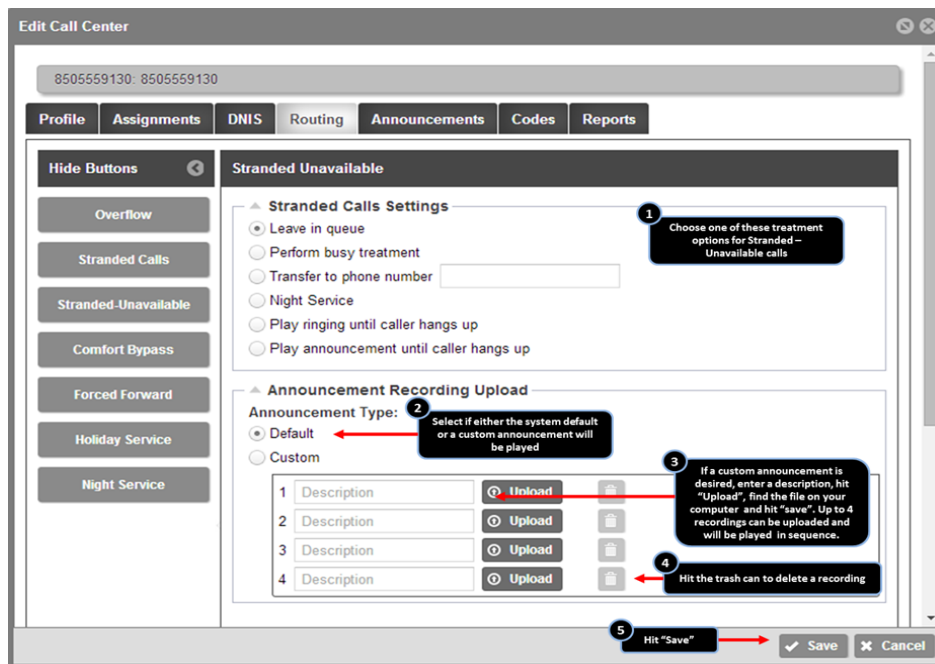 Edit Call Center
8505559130: 8505559130
Profile Assignments DNIS Routing Announcements Codes Reports
Hide Buttons
Overflow
Stranded Calls
Stranded-Unavailable
Comfort Bypass
Forced Forward
Holiday Service
Night Service
Stranded Unavailable
Stranded Calls Settings
Leave in queue
Perform busy treatment
Transfer to phone number
Night Service
Play ringing until caller hangs up
Play announcement until caller hangs up
1
Choose one of these treatment
options for Stranded –
Unavailable calls
Announcement Recording Upload
Announcement Type:
Default
Custom
2
Select if either the system default
or a custom announcement will
be played
1 Description Upload
2 Description Upload
3 Description Upload
4 Description Upload
3
If a custom announcement is
desired, enter a description, hit
“Upload”, find the file on your
computer and hit “save”. Up to 4
recordings can be uploaded and
will be played in sequence.
4
Hit the trash can to delete a recording
5
Hit “Save”
Save Cancel